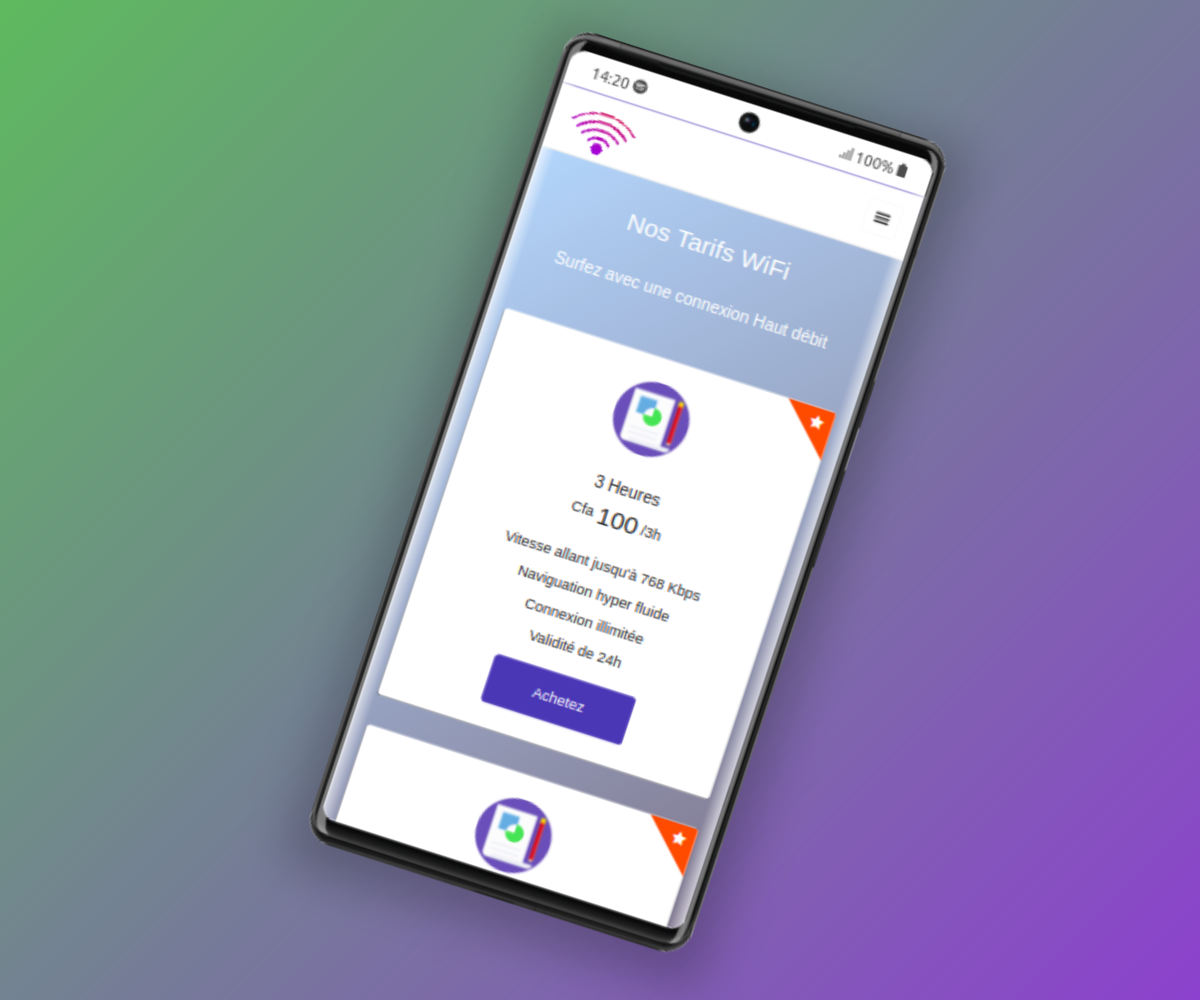 14:20
100%
Nos Tarifs WiFi
Surfez avec une connexion Haut débit
3 Heures
Cfa 100 /3h
Vitesse allant jusqu'à 768 Kbps
Naviguation hyper fluide
Connexion illimitée
Validité de 24h
Achetez